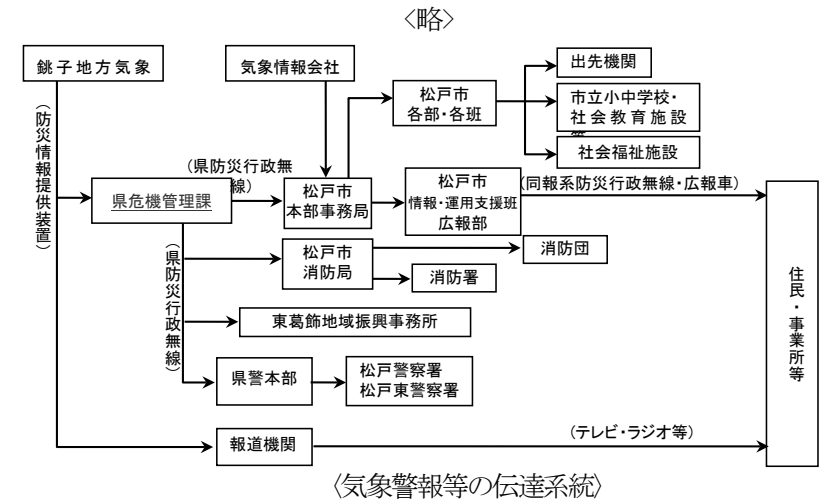 〈略〉
銚子地方気象
気象情報会社
出先機関
松戸市
各部・各班
市立小中学校・
社会教育施設
社会福祉施設
(防災情報提供装置)
(県防災行政無
線)
県危機管理課
松戸市
本部事務局
松戸市
情報・運用支援班
広報部
(同報系防災行政無線・広報車)
(県防災行政無線)
松戸市
消防局
消防団
消防署
住民・事業所等
東葛飾地域振興事務所
県警本部
松戸警察署
松戸東警察署
報道機関
(テレビ・ラジオ等)
〈気象警報等の伝達系統〉